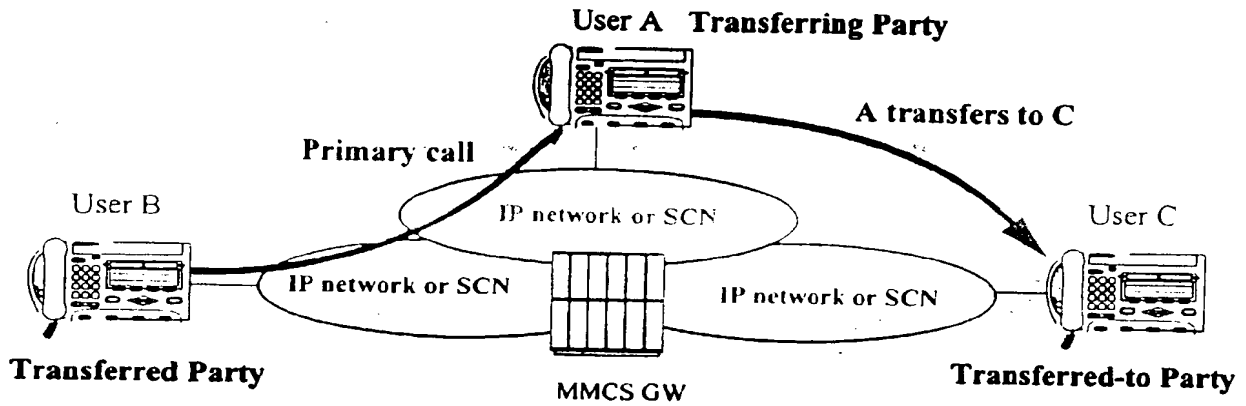 User A Transferring Party
A transfers to C
Primary call
User B
IP network or SCN
User C
IP network or SCN
IP network or SCN
Transferred Party
Transferred-to Party
MMCS GW